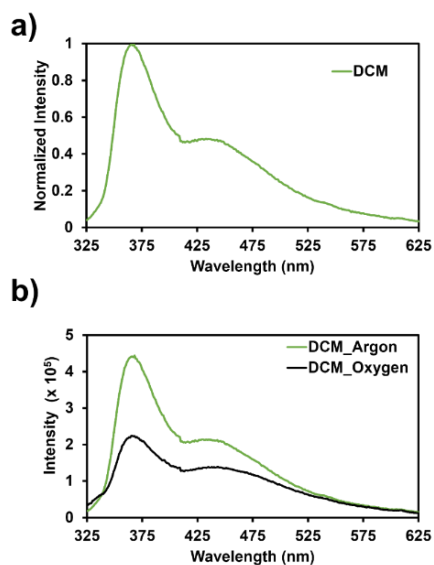 a)
1
0.8
0.6
0.4
0.2
0
Normalized Intensity
DCM
325 375 425 475 525 575 625
Wavelength (nm)
b)
5
4
3
2
1
0
Intensity (x 10⁵)
DCM_Argon
DCM_Oxygen
325 375 425 475 525 575 625
Wavelength (nm)